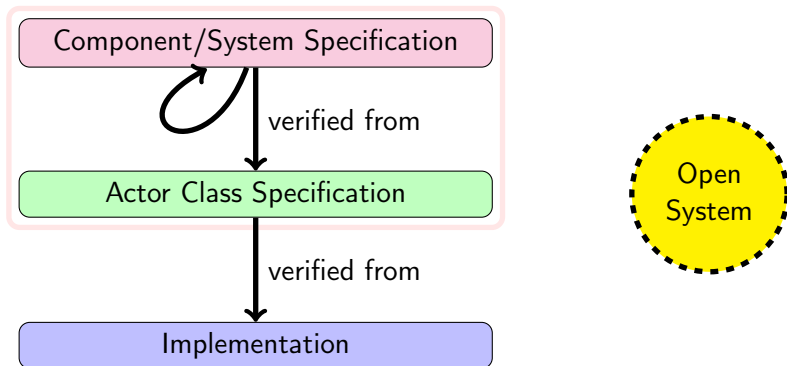 Component/System Specification
verified from
Actor Class Specification
Open
System
verified from
Implementation